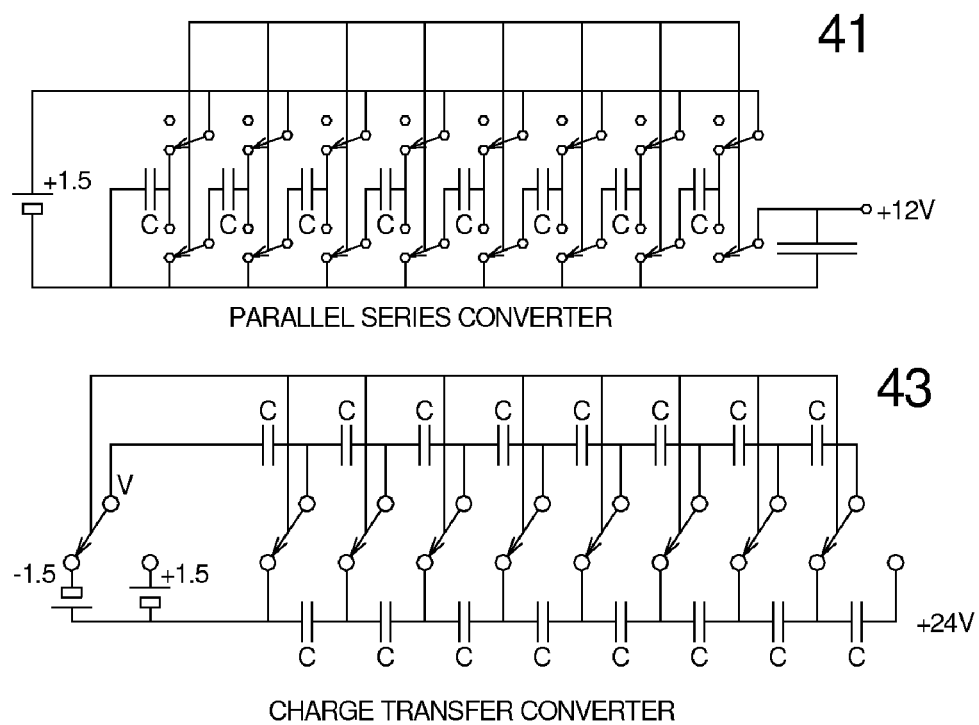 41
+1.5
C C C C C C C C
+12V
PARALLEL SERIES CONVERTER
43
C C C C C C C C
V
-1.5
+1.5
+24V
C C C C C C C C
CHARGE TRANSFER CONVERTER